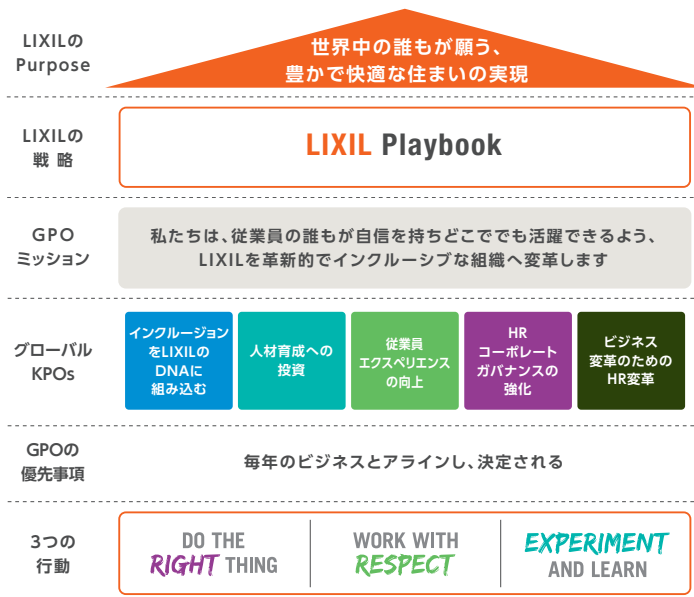 LIXILの
Purpose
世界中の誰もが願う、
豊かで快適な住まいの実現
LIXILの
戦 略
LIXIL Playbook
GPO
ミッション
私たちは、従業員の誰もが自信を持ちどこででも活躍できるよう、
LIXILを革新的でインクルーシブな組織へ変革します
グローバル
KPOs
インクルージョン
をLIXILの
DNAに
組み込む
人材育成への
投資
従業員
エクスペリエンス
の向上
HR
コーポレート
ガバナンスの
強化
ビジネス
変革のための
HR変革
GPOの
優先事項
毎年のビジネスとアラインし、決定される
3つの
行動
DO THE
RIGHT THING
WORK WITH
RESPECT
EXPERIMENT
AND LEARN